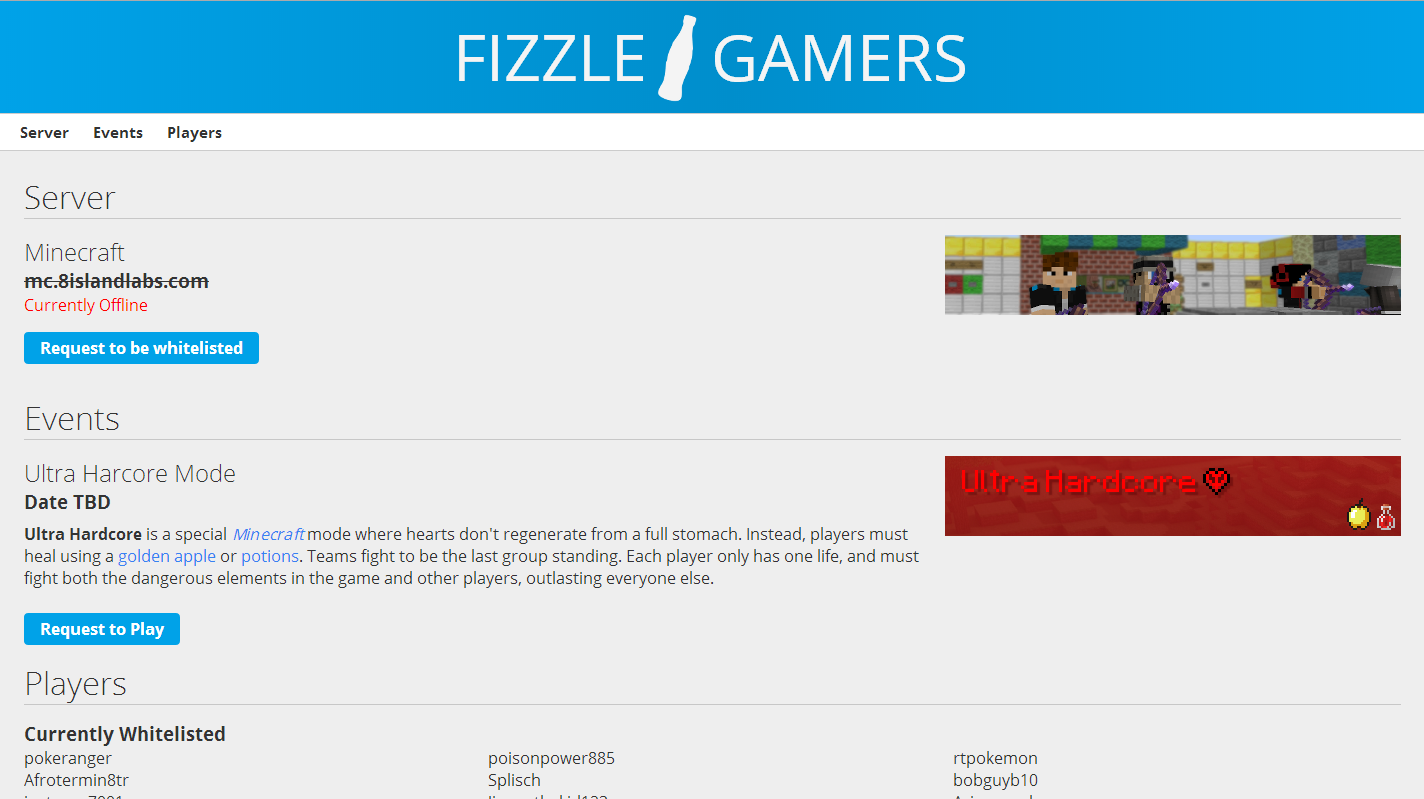 FIZZLE GAMERS
Server Events Players
Server
Minecraft
mc.8islandlabs.com
Currently Offline
Request to be whitelisted
Events
Ultra Harcore Mode
Date TBD
Ultra Hardcore is a special Minecraft mode where hearts don't regenerate from a full stomach. Instead, players must
heal using a golden apple or potions. Teams fight to be the last group standing. Each player only has one life, and must
fight both the dangerous elements in the game and other players, outlasting everyone else.
Ultra Hardcore
Request to Play
Players
Currently Whitelisted
pokeranger poisonpower885 rtpokemon
Afrotermin8tr Splisch bobguyb10